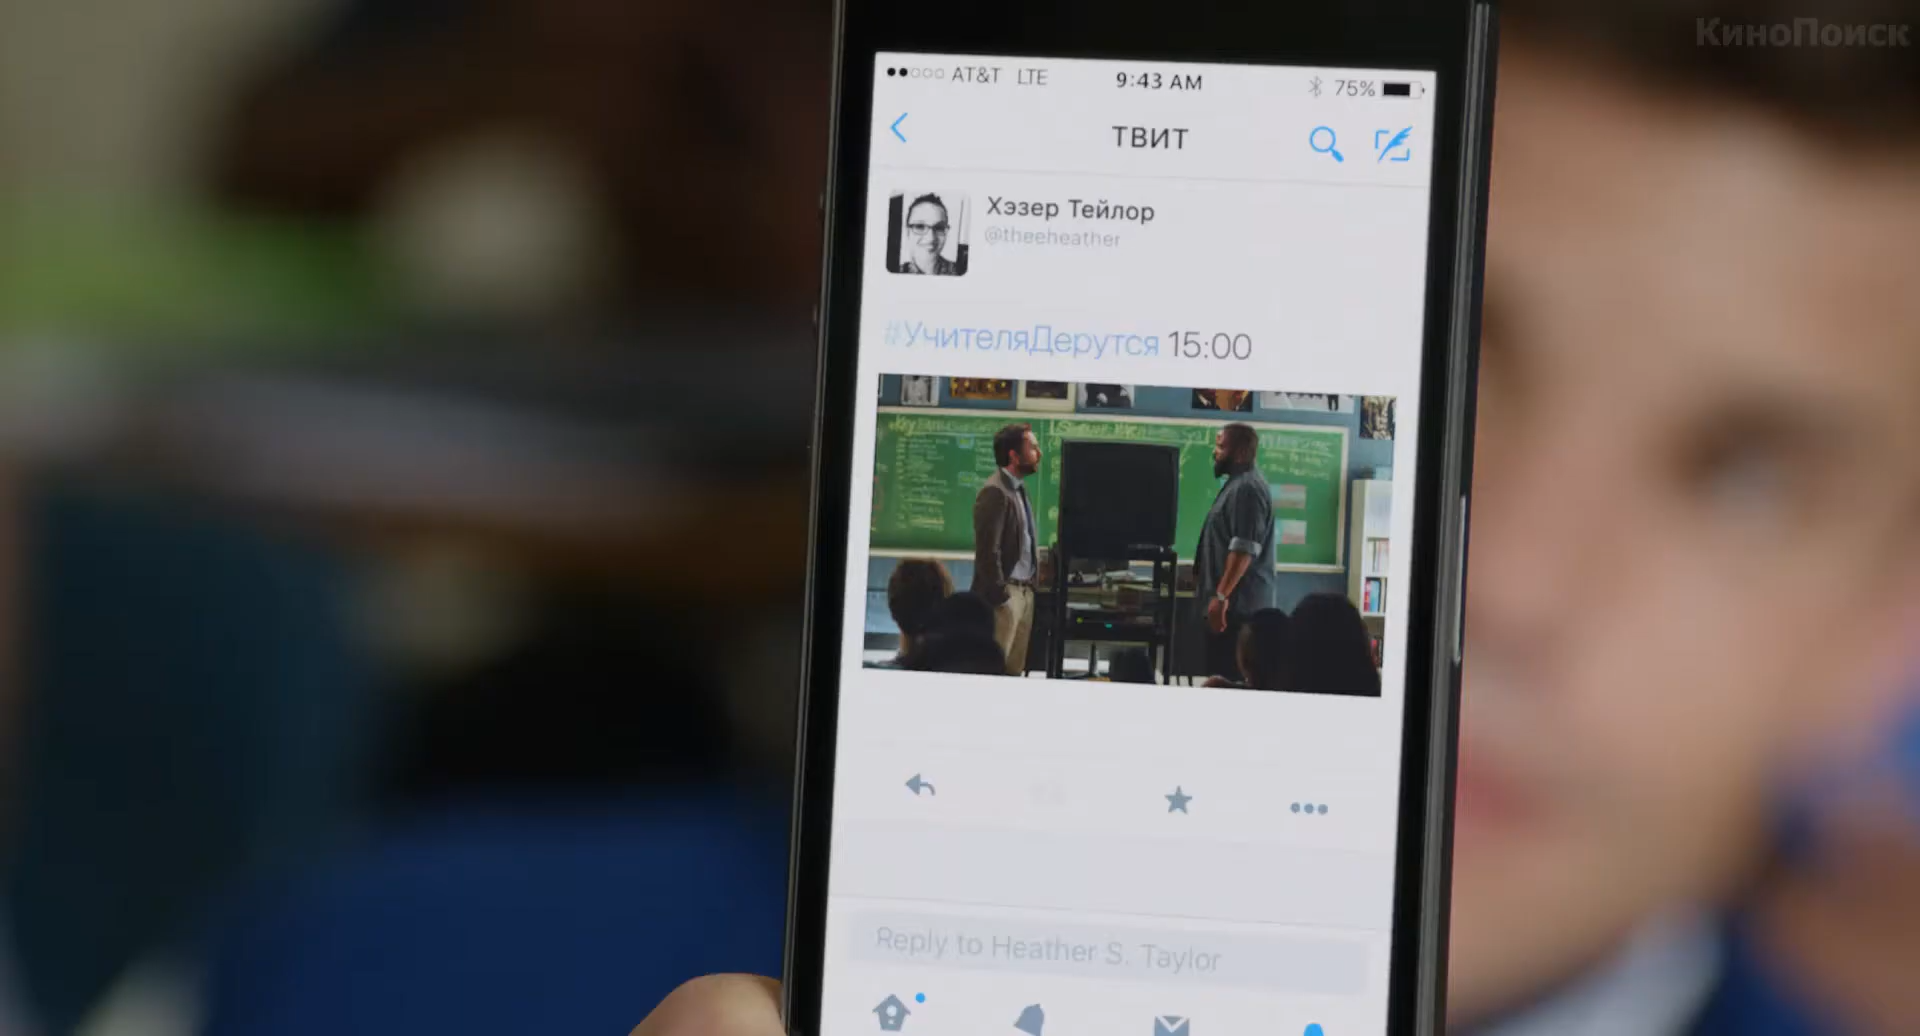 КиноПоиск
AT&T LTE 9:43 AM 75%
ТВИТ
Хэзер Тейлор
@theeheather
#УчителяДерутся 15:00
Reply to Heather S. Taylor